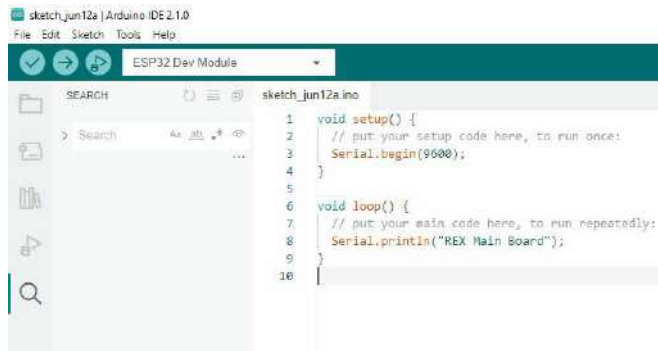 sketch_jun12a | Arduino IDE 2.1.0
File Edit Sketch Tools Help
ESP32 Dev Module
SEARCH
Search
Aa ab .*
...
sketch_jun12a.ino
1 void setup() {
2 // put your setup code here, to run once:
3 Serial.begin(9600);
4 }
5
6 void loop() {
7 // put your main code here, to run repeatedly:
8 Serial.println("REX Main Board");
9 }
10